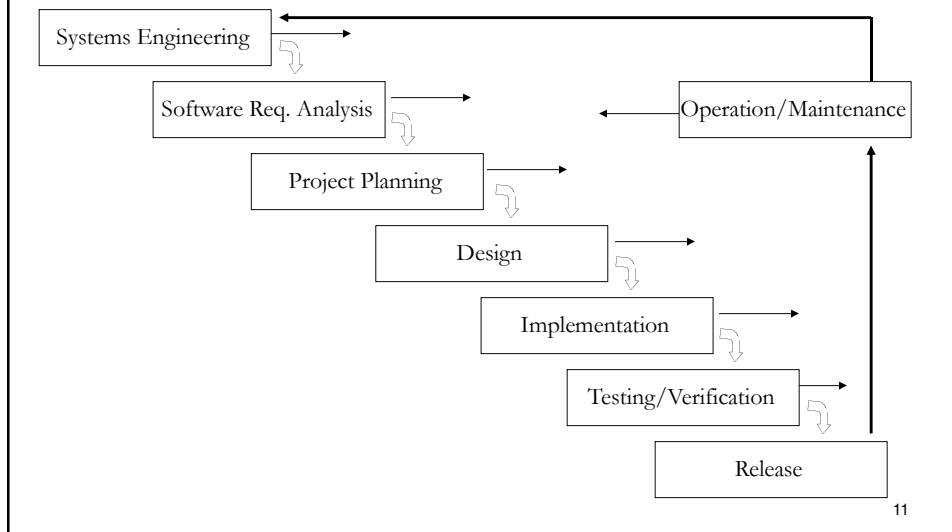 Systems Engineering
Software Req. Analysis
Operation/Maintenance
Project Planning
Design
Implementation
Testing/Verification
Release
11